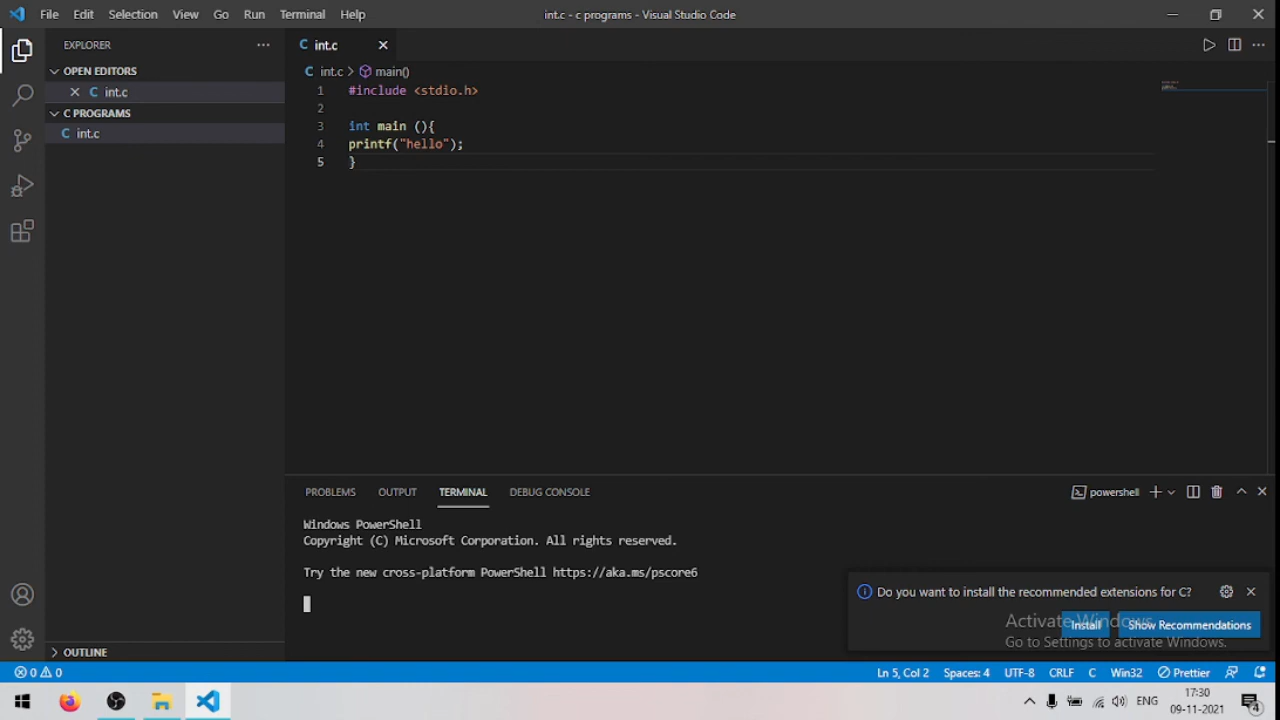 File Edit Selection View Go Run Terminal Help int.c - c programs - Visual Studio Code
EXPLORER
OPEN EDITORS
int.c
C PROGRAMS
C int.c
OUTLINE
C int.c
C int.c > main()
1 #include <stdio.h>
2
3 int main (){
4 printf("hello");
5 }
PROBLEMS OUTPUT TERMINAL DEBUG CONSOLE powershell
Windows PowerShell
Copyright (C) Microsoft Corporation. All rights reserved.
Try the new cross-platform PowerShell https://aka.ms/pscore6
Do you want to install the recommended extensions for C?
Install Show Recommendations
Activate Windows
Go to Settings to activate Windows.
0 0 Ln 5, Col 2 Spaces: 4 UTF-8 CRLF C Win32 Prettier
ENG 17:30
09-11-2021
4